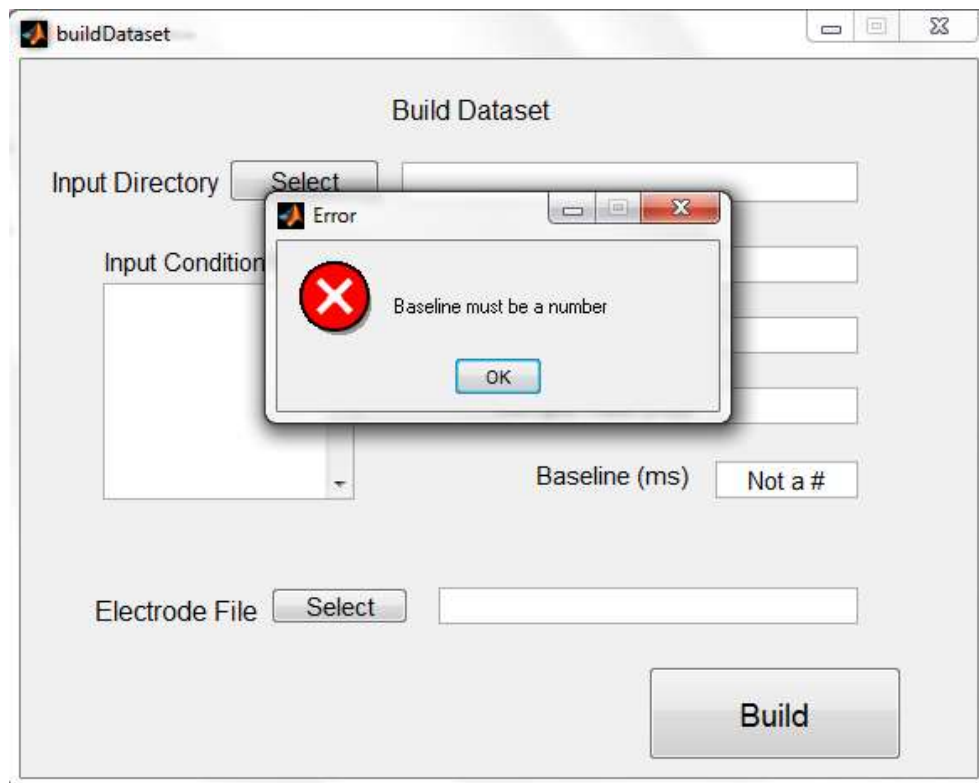 buildDataset
Build Dataset
Input Directory
Select
Error
Input Condition
Baseline must be a number
OK
Baseline (ms)
Not a #
Electrode File
Select
Build